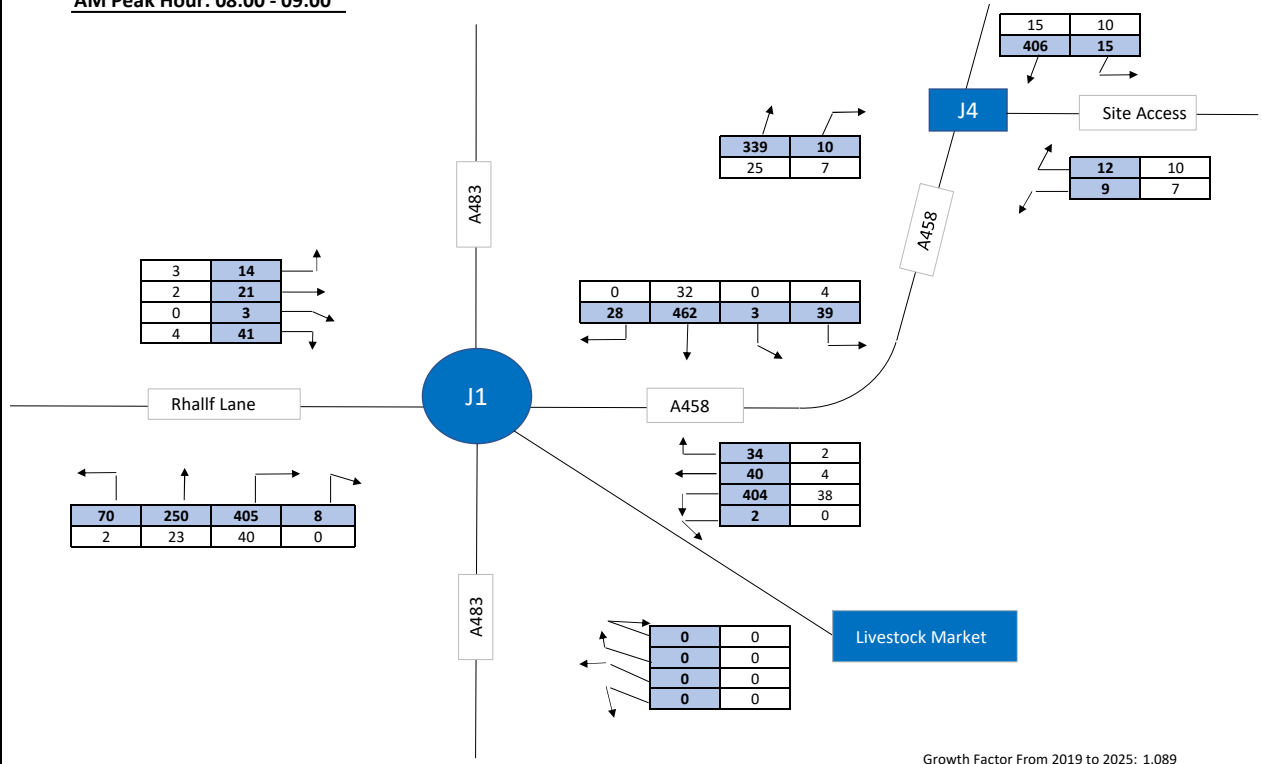 AM Peak Hour: 08:00 - 09:00
15 10
406 15
J4
Site Access
339 10
25 7
12 10
9 7
A483
A458
3 14
2 21
0 3
4 41
0 32 0 4
28 462 3 39
Rhallf Lane
J1
A458
34 2
40 4
404 38
2 0
70 250 405 8
2 23 40 0
A483
0 0
0 0
0 0
0 0
Livestock Market
Growth Factor From 2019 to 2025: 1.089